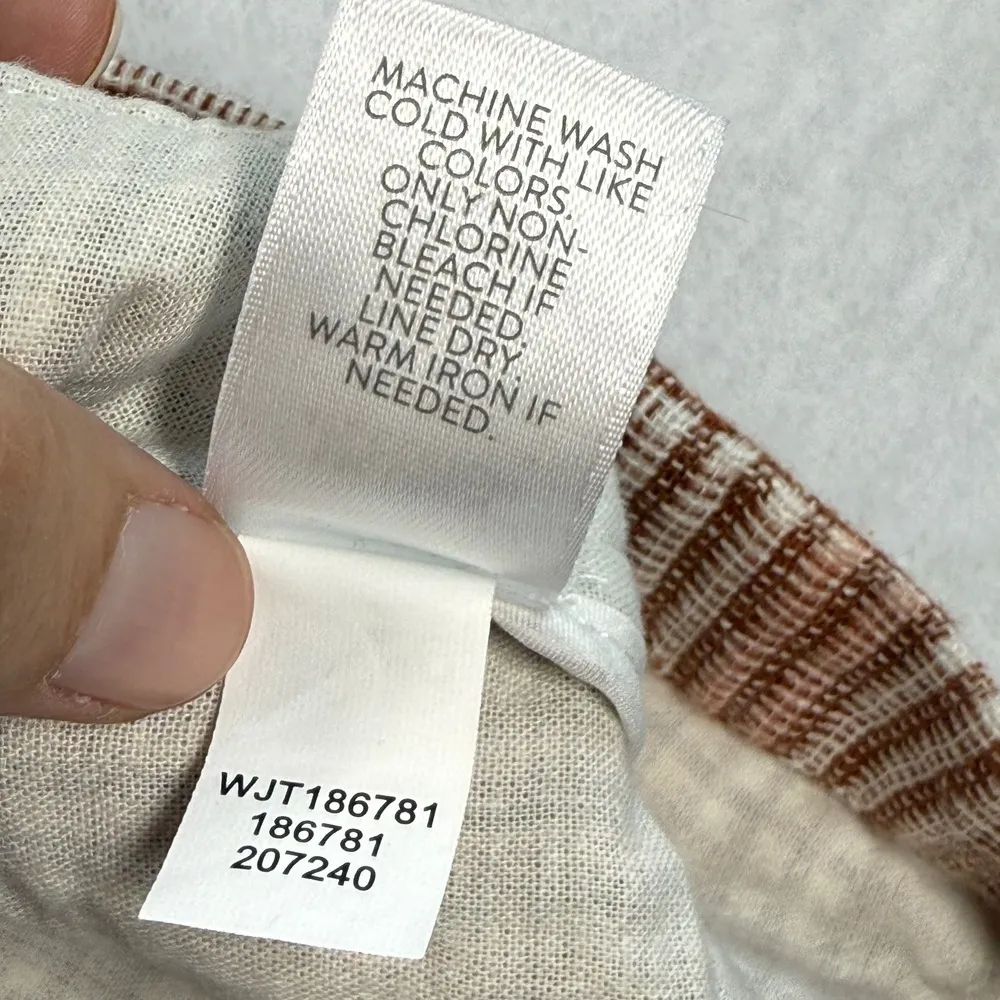 MACHINE WASH
COLD WITH LIKE
COLORS.
ONLY NON-
CHLORINE
BLEACH IF
NEEDED.
LINE DRY.
WARM IRON IF
NEEDED.
WJT186781
186781
207240